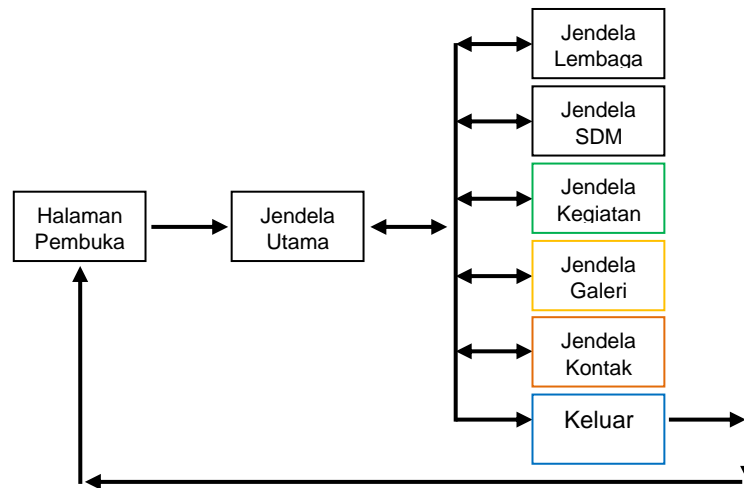 Jendela
Lembaga
Jendela
SDM
Jendela
Kegiatan
Halaman
Pembuka
Jendela
Utama
Jendela
Galeri
Jendela
Kontak
Keluar